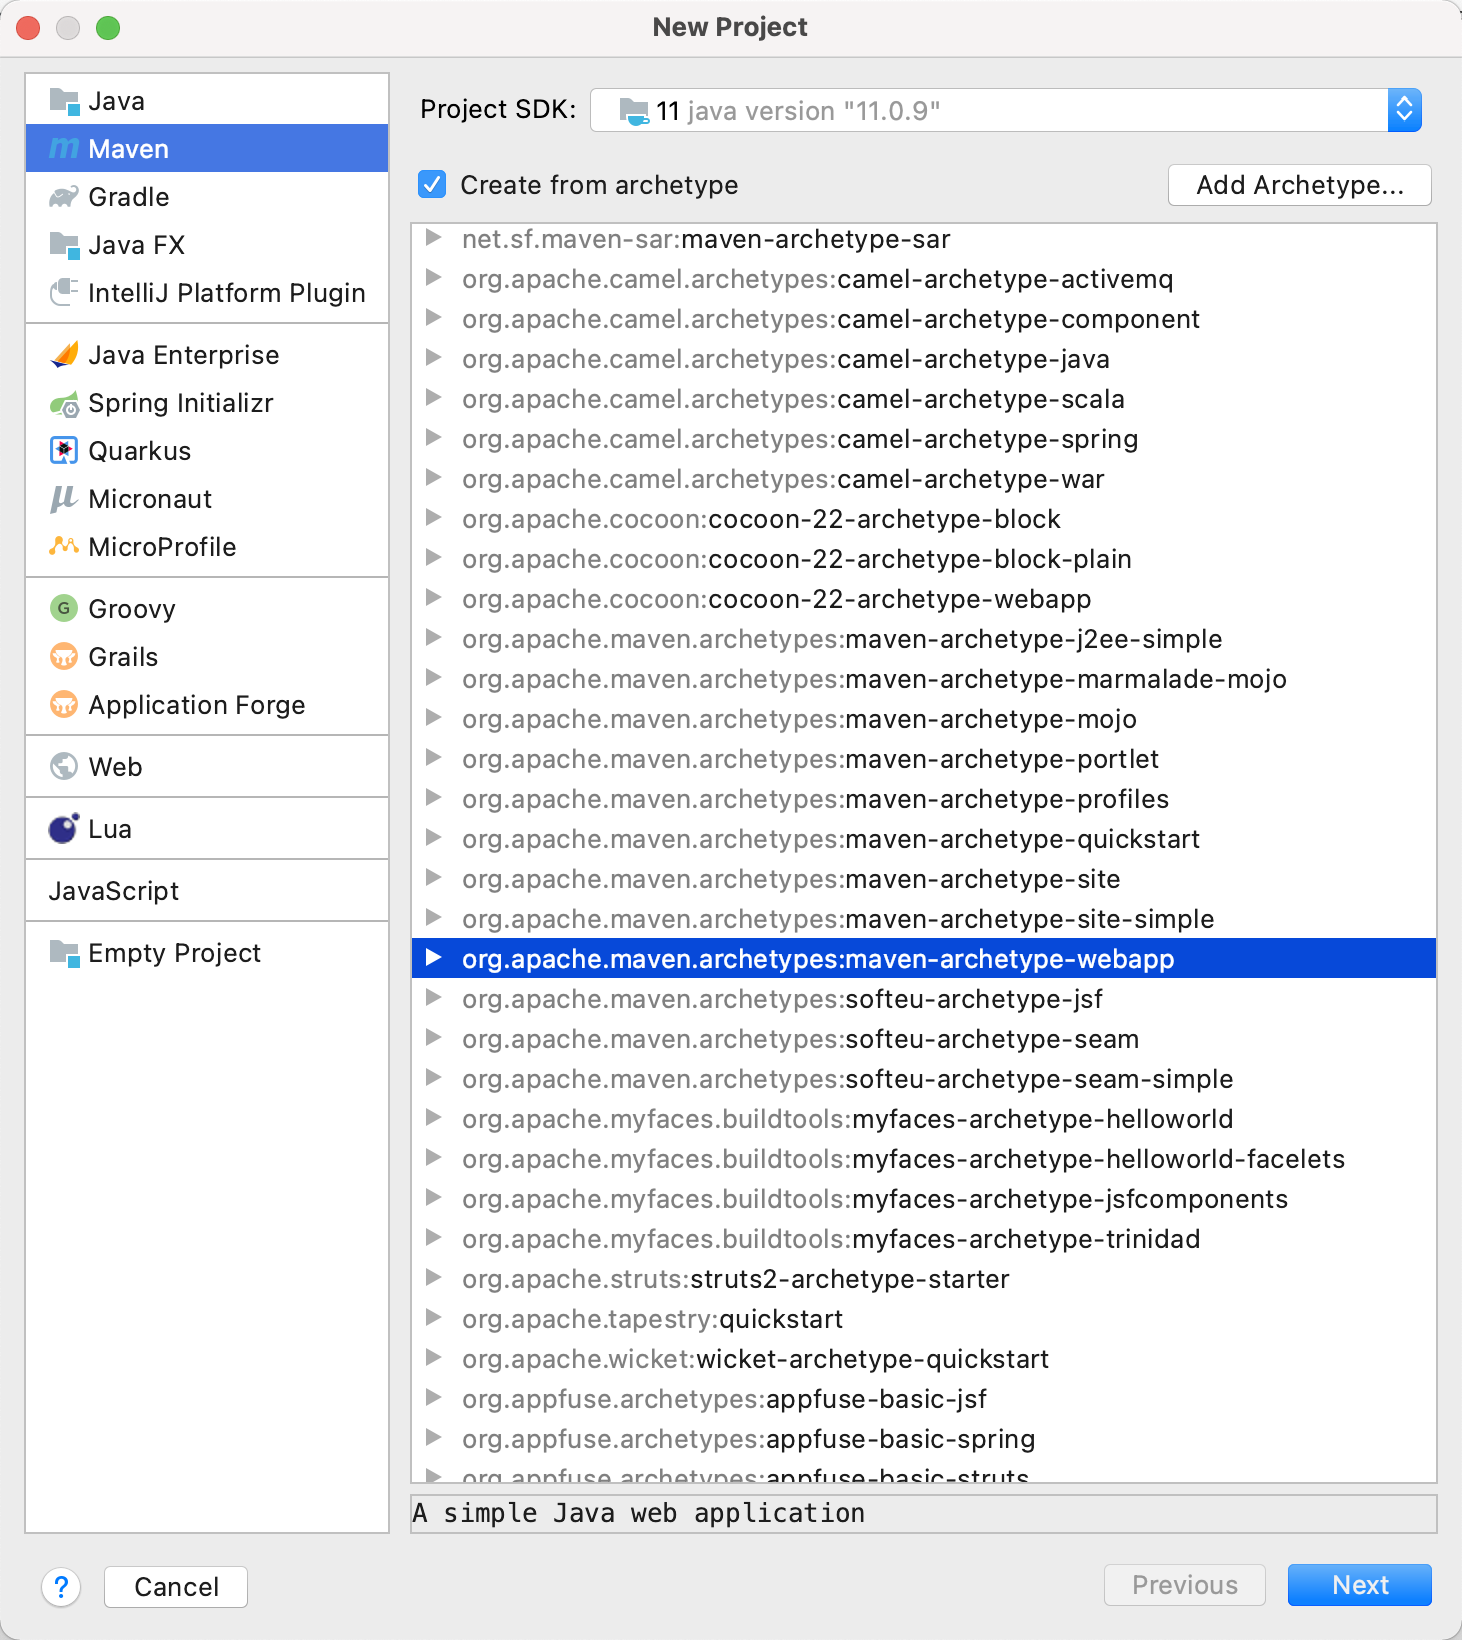 New Project
Java
Maven
Gradle
Java FX
IntelliJ Platform Plugin
Java Enterprise
Spring Initializr
Quarkus
Micronaut
MicroProfile
Groovy
Grails
Application Forge
Web
Lua
JavaScript
Empty Project
Project SDK: 11 java version "11.0.9"
Create from archetype
Add Archetype...
net.sf.maven-sar:maven-archetype-sar
org.apache.camel.archetypes:camel-archetype-activemq
org.apache.camel.archetypes:camel-archetype-component
org.apache.camel.archetypes:camel-archetype-java
org.apache.camel.archetypes:camel-archetype-scala
org.apache.camel.archetypes:camel-archetype-spring
org.apache.camel.archetypes:camel-archetype-war
org.apache.cocoon:cocoon-22-archetype-block
org.apache.cocoon:cocoon-22-archetype-block-plain
org.apache.cocoon:cocoon-22-archetype-webapp
org.apache.maven.archetypes:maven-archetype-j2ee-simple
org.apache.maven.archetypes:maven-archetype-marmalade-mojo
org.apache.maven.archetypes:maven-archetype-mojo
org.apache.maven.archetypes:maven-archetype-portlet
org.apache.maven.archetypes:maven-archetype-profiles
org.apache.maven.archetypes:maven-archetype-quickstart
org.apache.maven.archetypes:maven-archetype-site
org.apache.maven.archetypes:maven-archetype-site-simple
org.apache.maven.archetypes:maven-archetype-webapp
org.apache.maven.archetypes:softeu-archetype-jsf
org.apache.maven.archetypes:softeu-archetype-seam
org.apache.maven.archetypes:softeu-archetype-seam-simple
org.apache.myfaces.buildtools:myfaces-archetype-helloworld
org.apache.myfaces.buildtools:myfaces-archetype-helloworld-facelets
org.apache.myfaces.buildtools:myfaces-archetype-jsfcomponents
org.apache.myfaces.buildtools:myfaces-archetype-trinidad
org.apache.struts:struts2-archetype-starter
org.apache.tapestry:quickstart
org.apache.wicket:wicket-archetype-quickstart
org.appfuse.archetypes:appfuse-basic-jsf
org.appfuse.archetypes:appfuse-basic-spring
org.appfuse.archetypes:appfuse-basic-struts
A simple Java web application
?
Cancel
Previous
Next